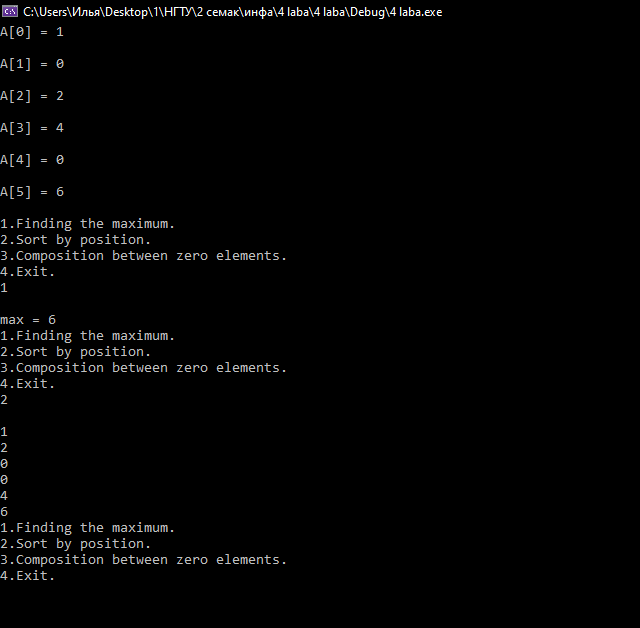 C:\Users\Илья\Desktop\1\НГТУ\2 семак\инфа\4 laba\4 laba\Debug\4 laba.exe
A[0] = 1
A[1] = 0
A[2] = 2
A[3] = 4
A[4] = 0
A[5] = 6
1.Finding the maximum.
2.Sort by position.
3.Composition between zero elements.
4.Exit.
1
max = 6
1.Finding the maximum.
2.Sort by position.
3.Composition between zero elements.
4.Exit.
2
1
2
0
0
4
6
1.Finding the maximum.
2.Sort by position.
3.Composition between zero elements.
4.Exit.